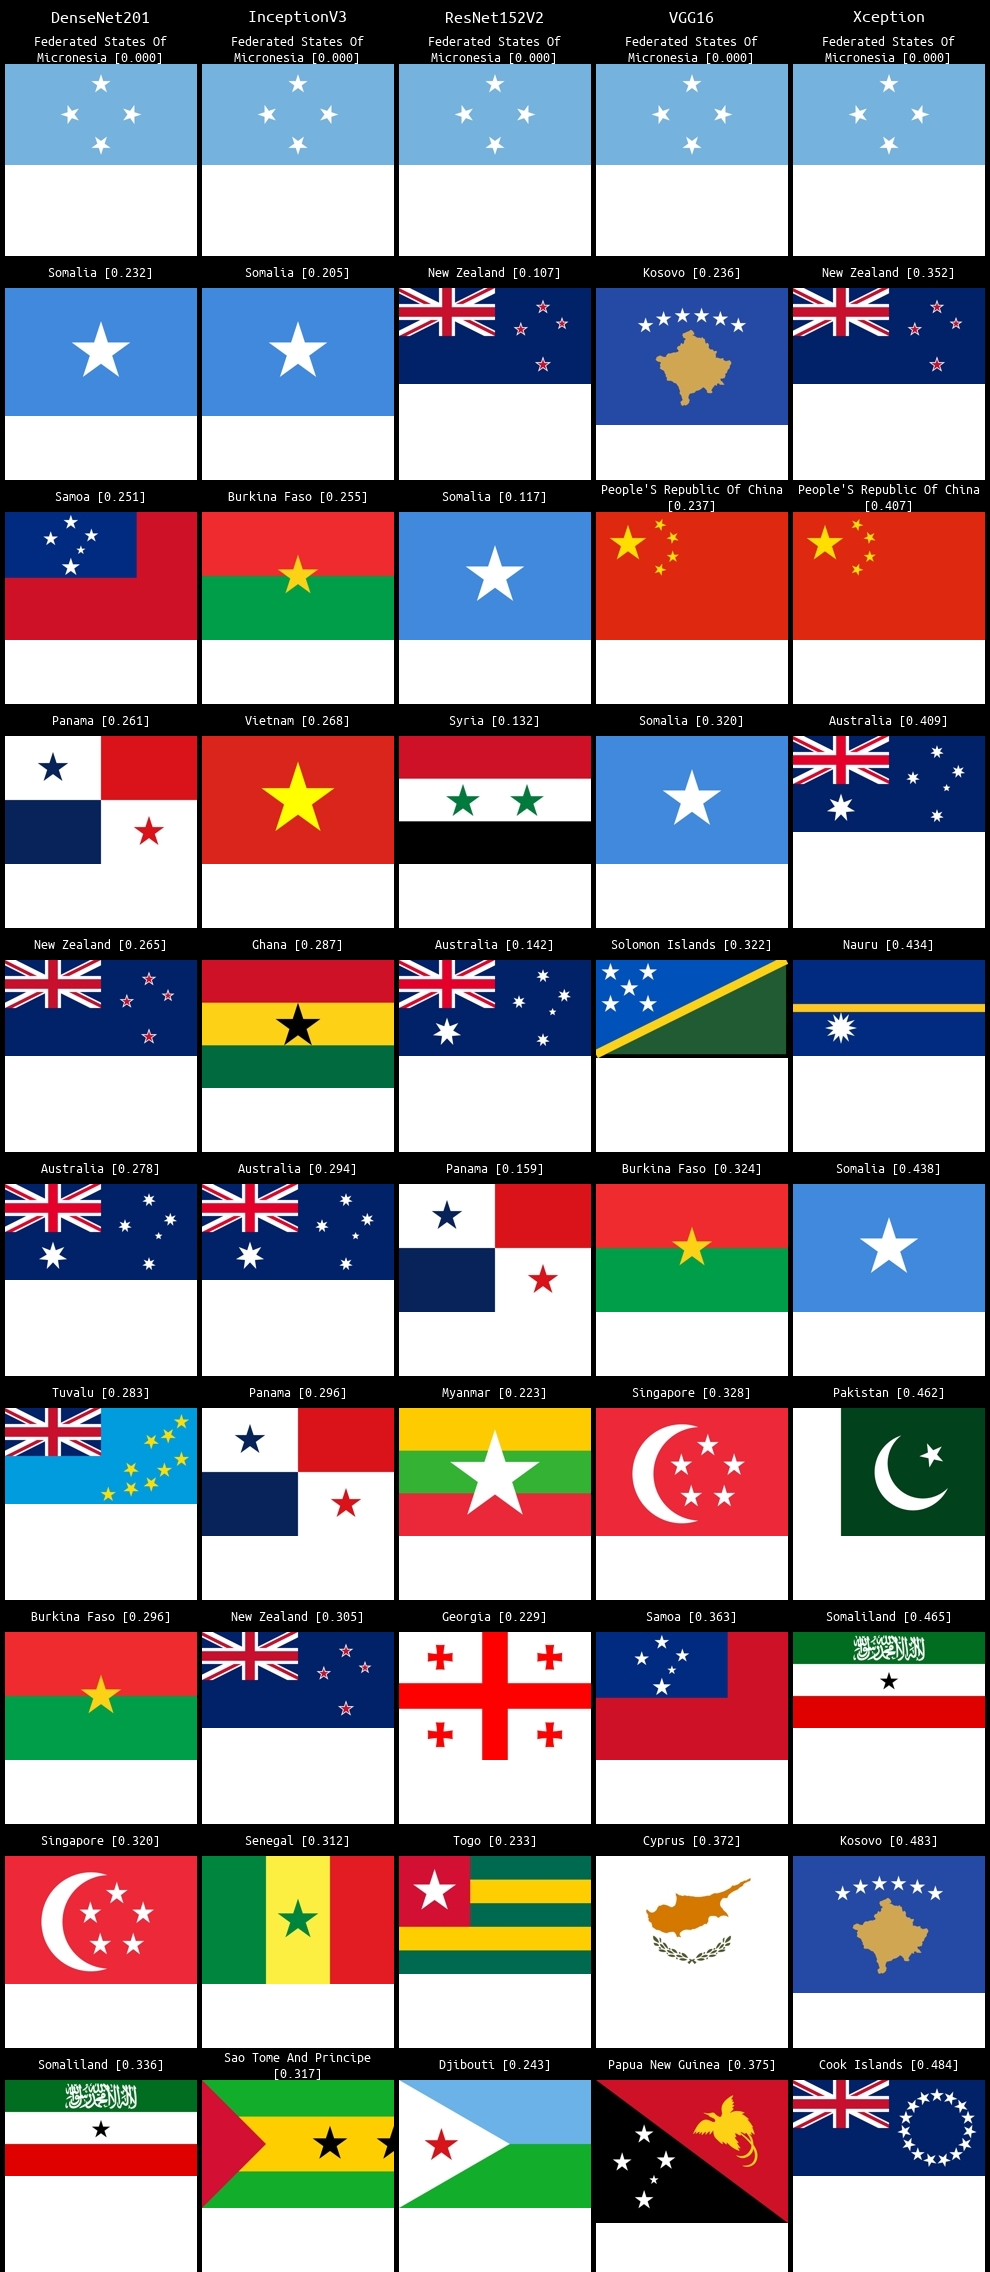 DenseNet201 InceptionV3 ResNet152V2 VGG16 Xception
Federated States Of Federated States Of Federated States Of Federated States Of Federated States Of
Micronesia [0.000] Micronesia [0.000] Micronesia [0.000] Micronesia [0.000] Micronesia [0.000]
Somalia [0.232] Somalia [0.205] New Zealand [0.107] Kosovo [0.236] New Zealand [0.352]
People'S Republic Of China People'S Republic Of China
Samoa [0.251] Burkina Faso [0.255] Somalia [0.117] [0.237] [0.407]
Panama [0.261] Vietnam [0.268] Syria [0.132] Somalia [0.320] Australia [0.409]
New Zealand [0.265] Ghana [0.287] Australia [0.142] Solomon Islands [0.322] Nauru [0.434]
Australia [0.278] Australia [0.294] Panama [0.159] Burkina Faso [0.324] Somalia [0.438]
Tuvalu [0.283] Panama [0.296] Myanmar [0.223] Singapore [0.328] Pakistan [0.462]
Burkina Faso [0.296] New Zealand [0.305] Georgia [0.229] Samoa [0.363] Somaliland [0.465]
Singapore [0.320] Senegal [0.312] Togo [0.233] Cyprus [0.372] Kosovo [0.483]
Sao Tome And Principe
Somaliland [0.336] [0.317] Djibouti [0.243] Papua New Guinea [0.375] Cook Islands [0.484]